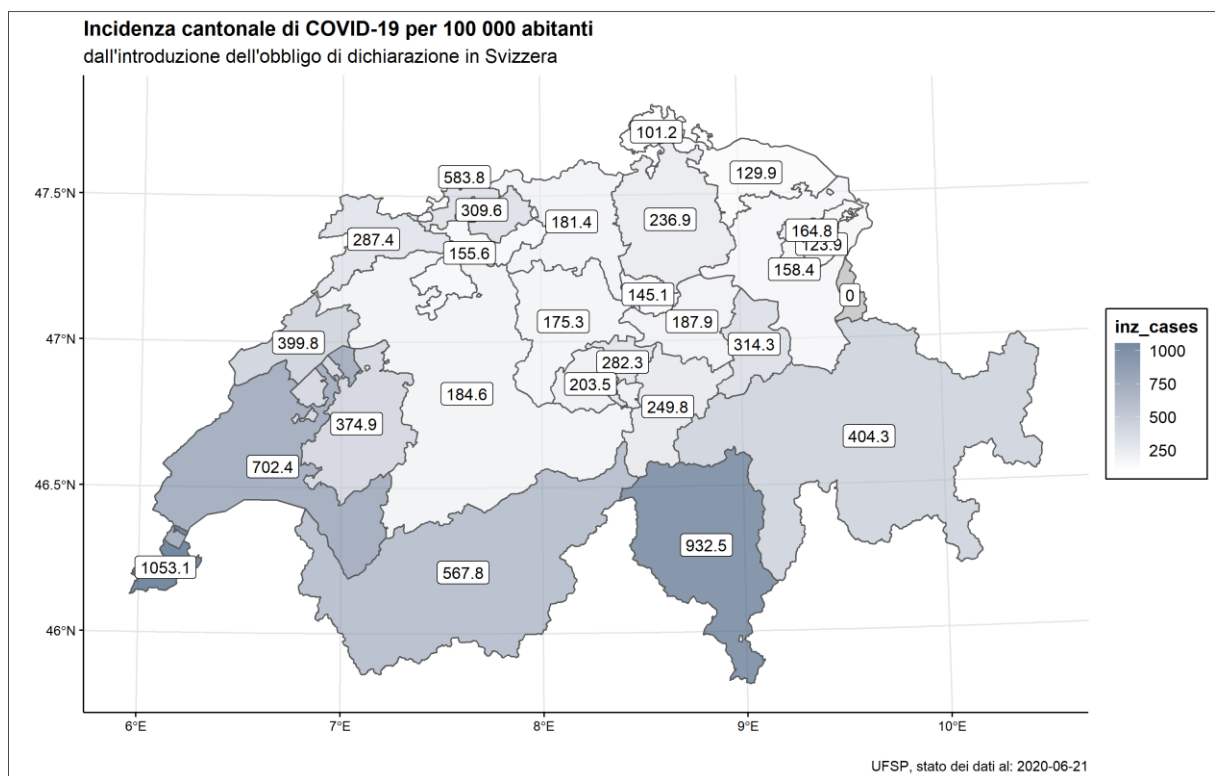 Incidenza cantonale di COVID-19 per 100 000 abitanti
dall'introduzione dell'obbligo di dichiarazione in Svizzera
101.2
583.8
129.9
47.5°N
309.6
181.4
236.9
164.8
123.9
287.4
155.6
158.4
145.1
0
175.3
187.9
47°N
399.8
314.3
282.3
203.5
184.6
249.8
374.9
404.3
702.4
46.5°N
932.5
1053.1
567.8
46°N
inz_cases
1000
750
500
250
6°E
7°E
8°E
9°E
10°E
UFSP, stato dei dati al: 2020-06-21